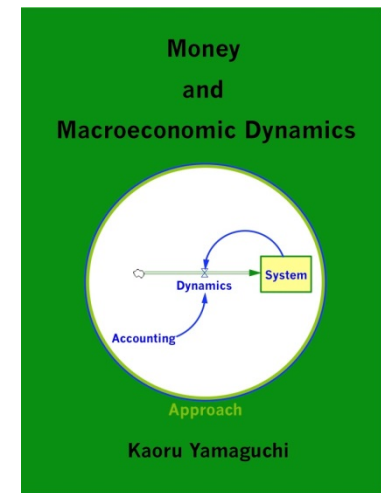 Money
and
Macroeconomic Dynamics
System
Dynamics
Accounting
Approach
Kaoru Yamaguchi